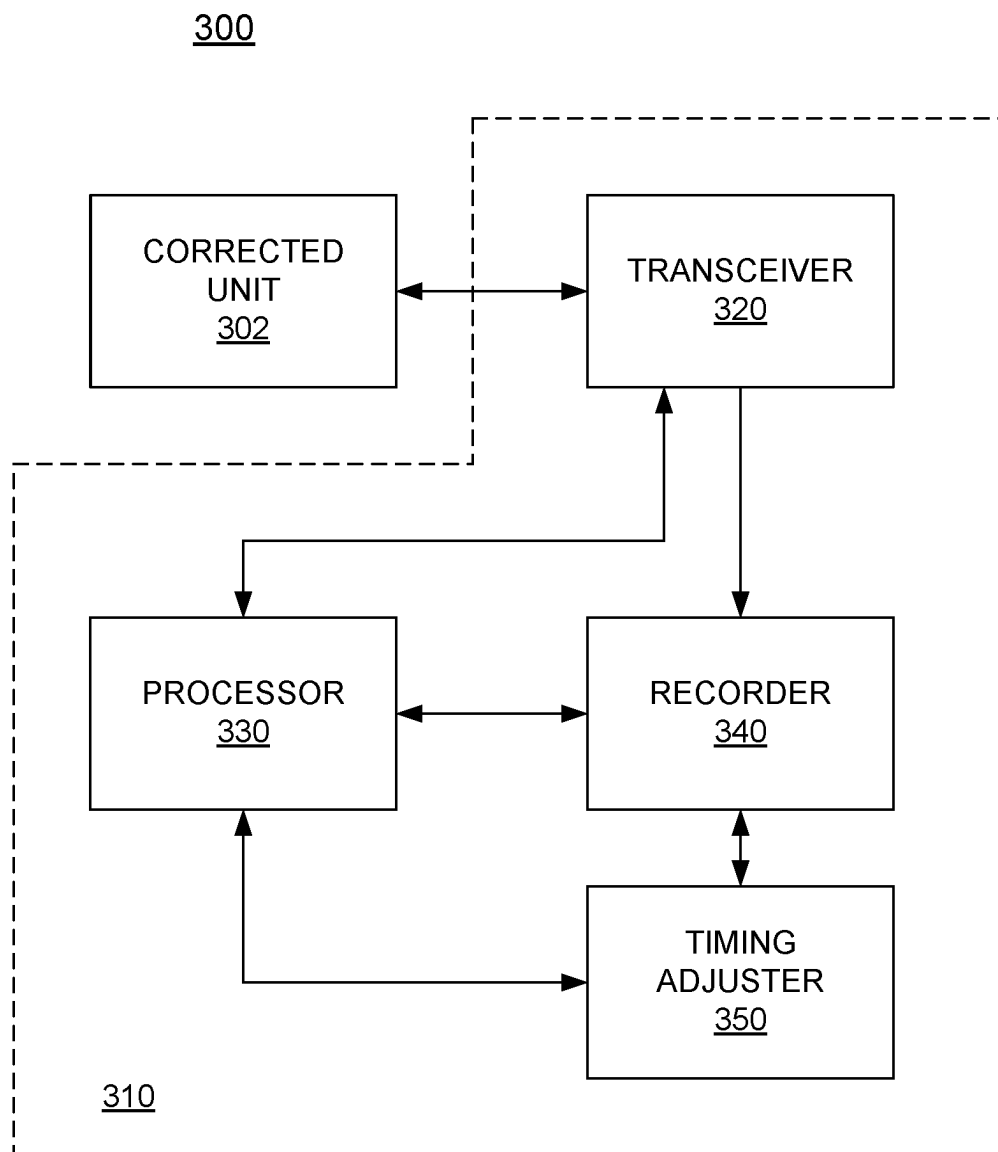 300
CORRECTED
UNIT
302
TRANSCEIVER
320
PROCESSOR
330
RECORDER
340
TIMING
ADJUSTER
350
310